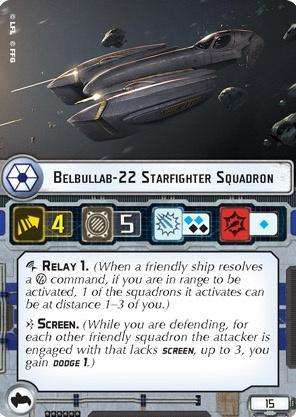 © LFL © FFG
Belbullab-22 Starfighter Squadron
4 5
Relay 1. (When a friendly ship resolves
a command, if you are in range to be
activated, 1 of the squadrons it activates
can be at distance 1–3 of you.)
Screen. (While you are defending, for
each other friendly squadron the attacker is
engaged with that lacks screen, up to 3, you
gain dodge 1.)
15